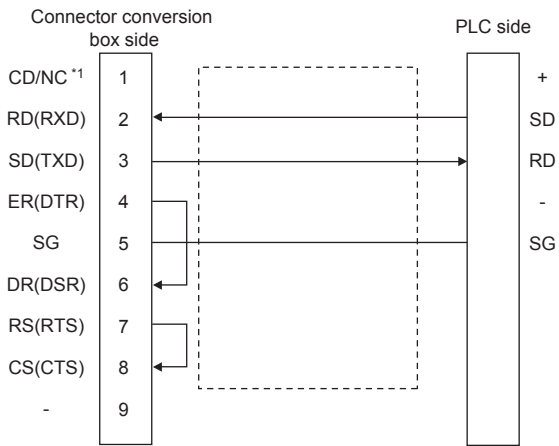 Connector conversion
box side
PLC side
CD/NC *1 1 +
RD(RXD) 2 SD
SD(TXD) 3 RD
ER(DTR) 4 -
SG 5 SG
DR(DSR) 6
RS(RTS) 7
CS(CTS) 8
- 9